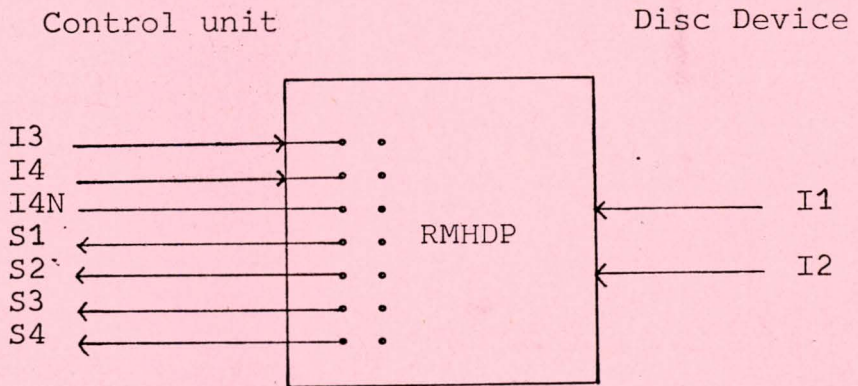 Control unit Disc Device
I3
I4
I4N
S1
S2
S3
S4
RMHDP
I1
I2